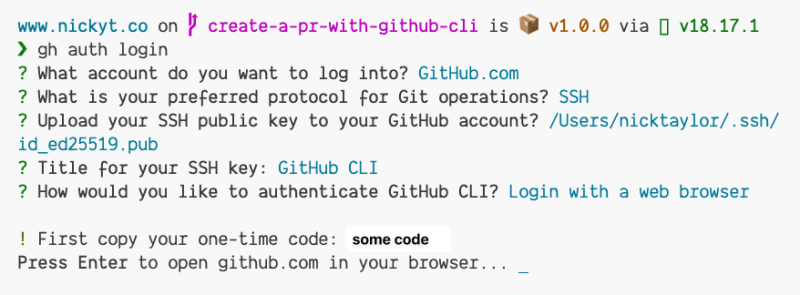 www.nickyt.co on create-a-pr-with-github-cli is 📦 v1.0.0 via v18.17.1
❯ gh auth login
? What account do you want to log into? GitHub.com
? What is your preferred protocol for Git operations? SSH
? Upload your SSH public key to your GitHub account? /Users/nicktaylor/.ssh/
id_ed25519.pub
? Title for your SSH key: GitHub CLI
? How would you like to authenticate GitHub CLI? Login with a web browser
! First copy your one-time code: some code
Press Enter to open github.com in your browser... _